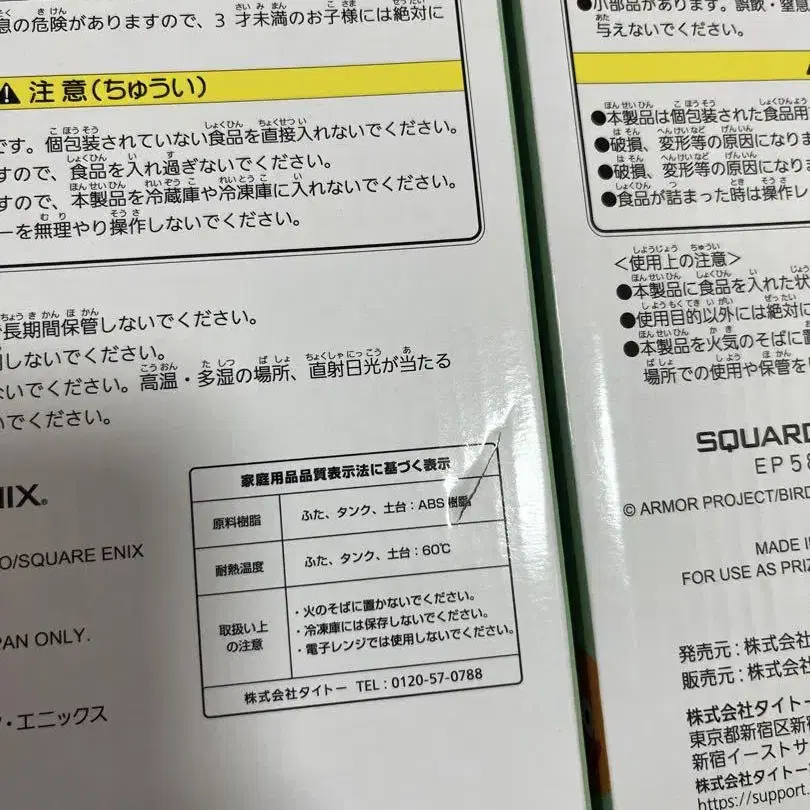 息の危険がありますので、3 才未満のお子様には絶対に
注意(ちゅうい)
です。個包装されていない食品を直接入れないでください。
すので、食品を入れ過ぎないでください。
すので、本製品を冷蔵庫や冷凍庫に入れないでください。
ーを無理やり操作しないでください。
長期間保管しないでください。
しないでください。
ないでください。高温・多湿の場所、直射日光が当たる
いでください。
NIX.
O/SQUARE ENIX
PAN ONLY.
・エニックス
家庭用品品質表示法に基づく表示
原料樹脂 ふた、タンク、土台:ABS樹脂
耐熱温度 ふた、タンク、土台:60℃
取扱い上の注意
・火のそばに置かないでください。
・冷凍庫には保存しないでください。
・電子レンジでは使用しないでください。
株式会社タイトー TEL:0120-57-0788
●小部品があります。誤飲・窒息
与えないでください。
●本製品は個包装された食品用
●破損、変形等の原因になりま
●破損、変形等の原因になりま
●食品が詰まった時は操作レ
<使用上の注意>
●本製品に食品を入れた状
●使用目的以外には絶対に
●本製品を火気のそばに置
場所での使用や保管を
SQUAR
EP58
© ARMOR PROJECT/BIRD
MADE I
FOR USE AS PRIZ
発売元:株式会社
販売元:株式会社
株式会社タイトー
東京都新宿区新
新宿イーストサ
株式会社タイトー
https://support.